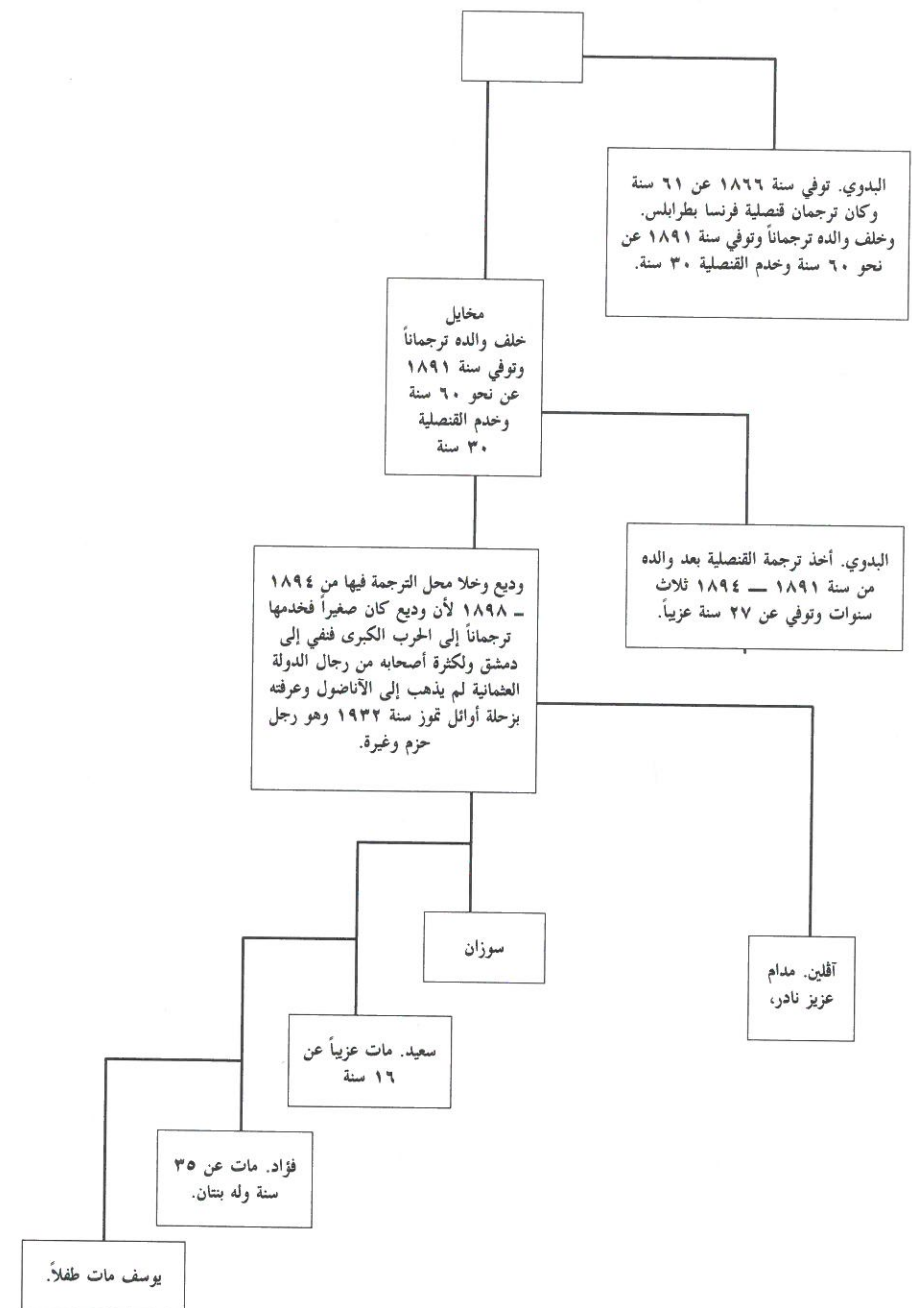 البدوي. توفي سنة ١٨٦٦ عن ٦١ سنة
وكان ترجمان قنصلية فرنسا بطرابلس.
وخلف والده ترجماناً وتوفي سنة ١٨٩١ عن
نحو ٦٠ سنة وخدم القنصلية ٣٠ سنة.
مخايل
خلف والده ترجماناً
وتوفي سنة ١٨٩١
عن نحو ٦٠ سنة
وخدم القنصلية
٣٠ سنة
البدوي. أخذ ترجمة القنصلية بعد والده
من سنة ١٨٩١ — ١٨٩٤ ثلاث
سنوات وتوفي عن ٢٧ سنة عزيباً.
وديع وخلا محل الترجمة فيها من ١٨٩٤
ـ ١٨٩٨ لأن وديع كان صغيراً فخدمها
ترجماناً إلى الحرب الكبرى فنفي إلى
دمشق ولكثرة أصحابه من رجال الدولة
العثمانية لم يذهب إلى الآناضول وعرفته
بزحلة أوائل تموز سنة ١٩٣٢ وهو رجل
حزم وغيرة.
سوزان
آڤلين. مدام
عزيز نادر،
سعيد. مات عزيباً عن
١٦ سنة
فؤاد. مات عن ٣٥
سنة وله بنتان.
يوسف مات طفلاً.